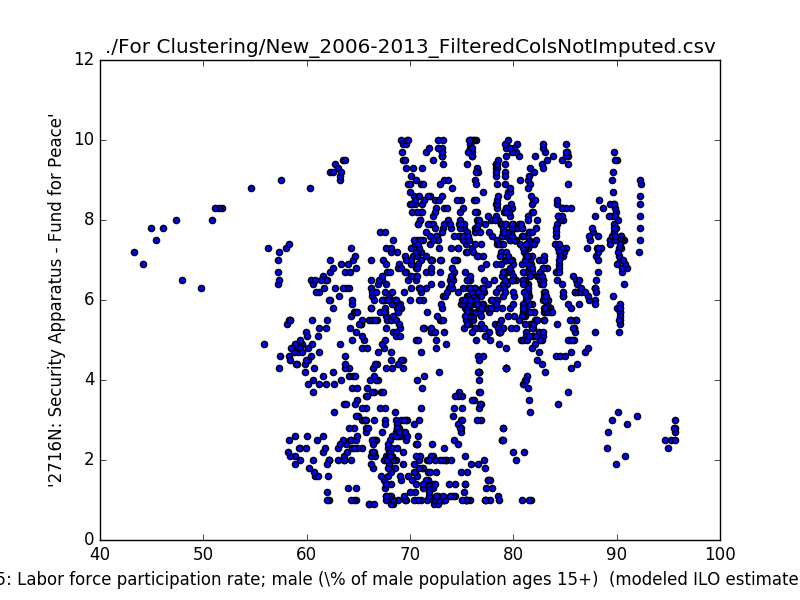 ./For Clustering/New_2006-2013_FilteredColsNotImputed.csv
12
10
8
6
4
2
0
'2716N: Security Apparatus - Fund for Peace'
40 50 60 70 80 90 100
5: Labor force participation rate; male (\% of male population ages 15+)  (modeled ILO estimate